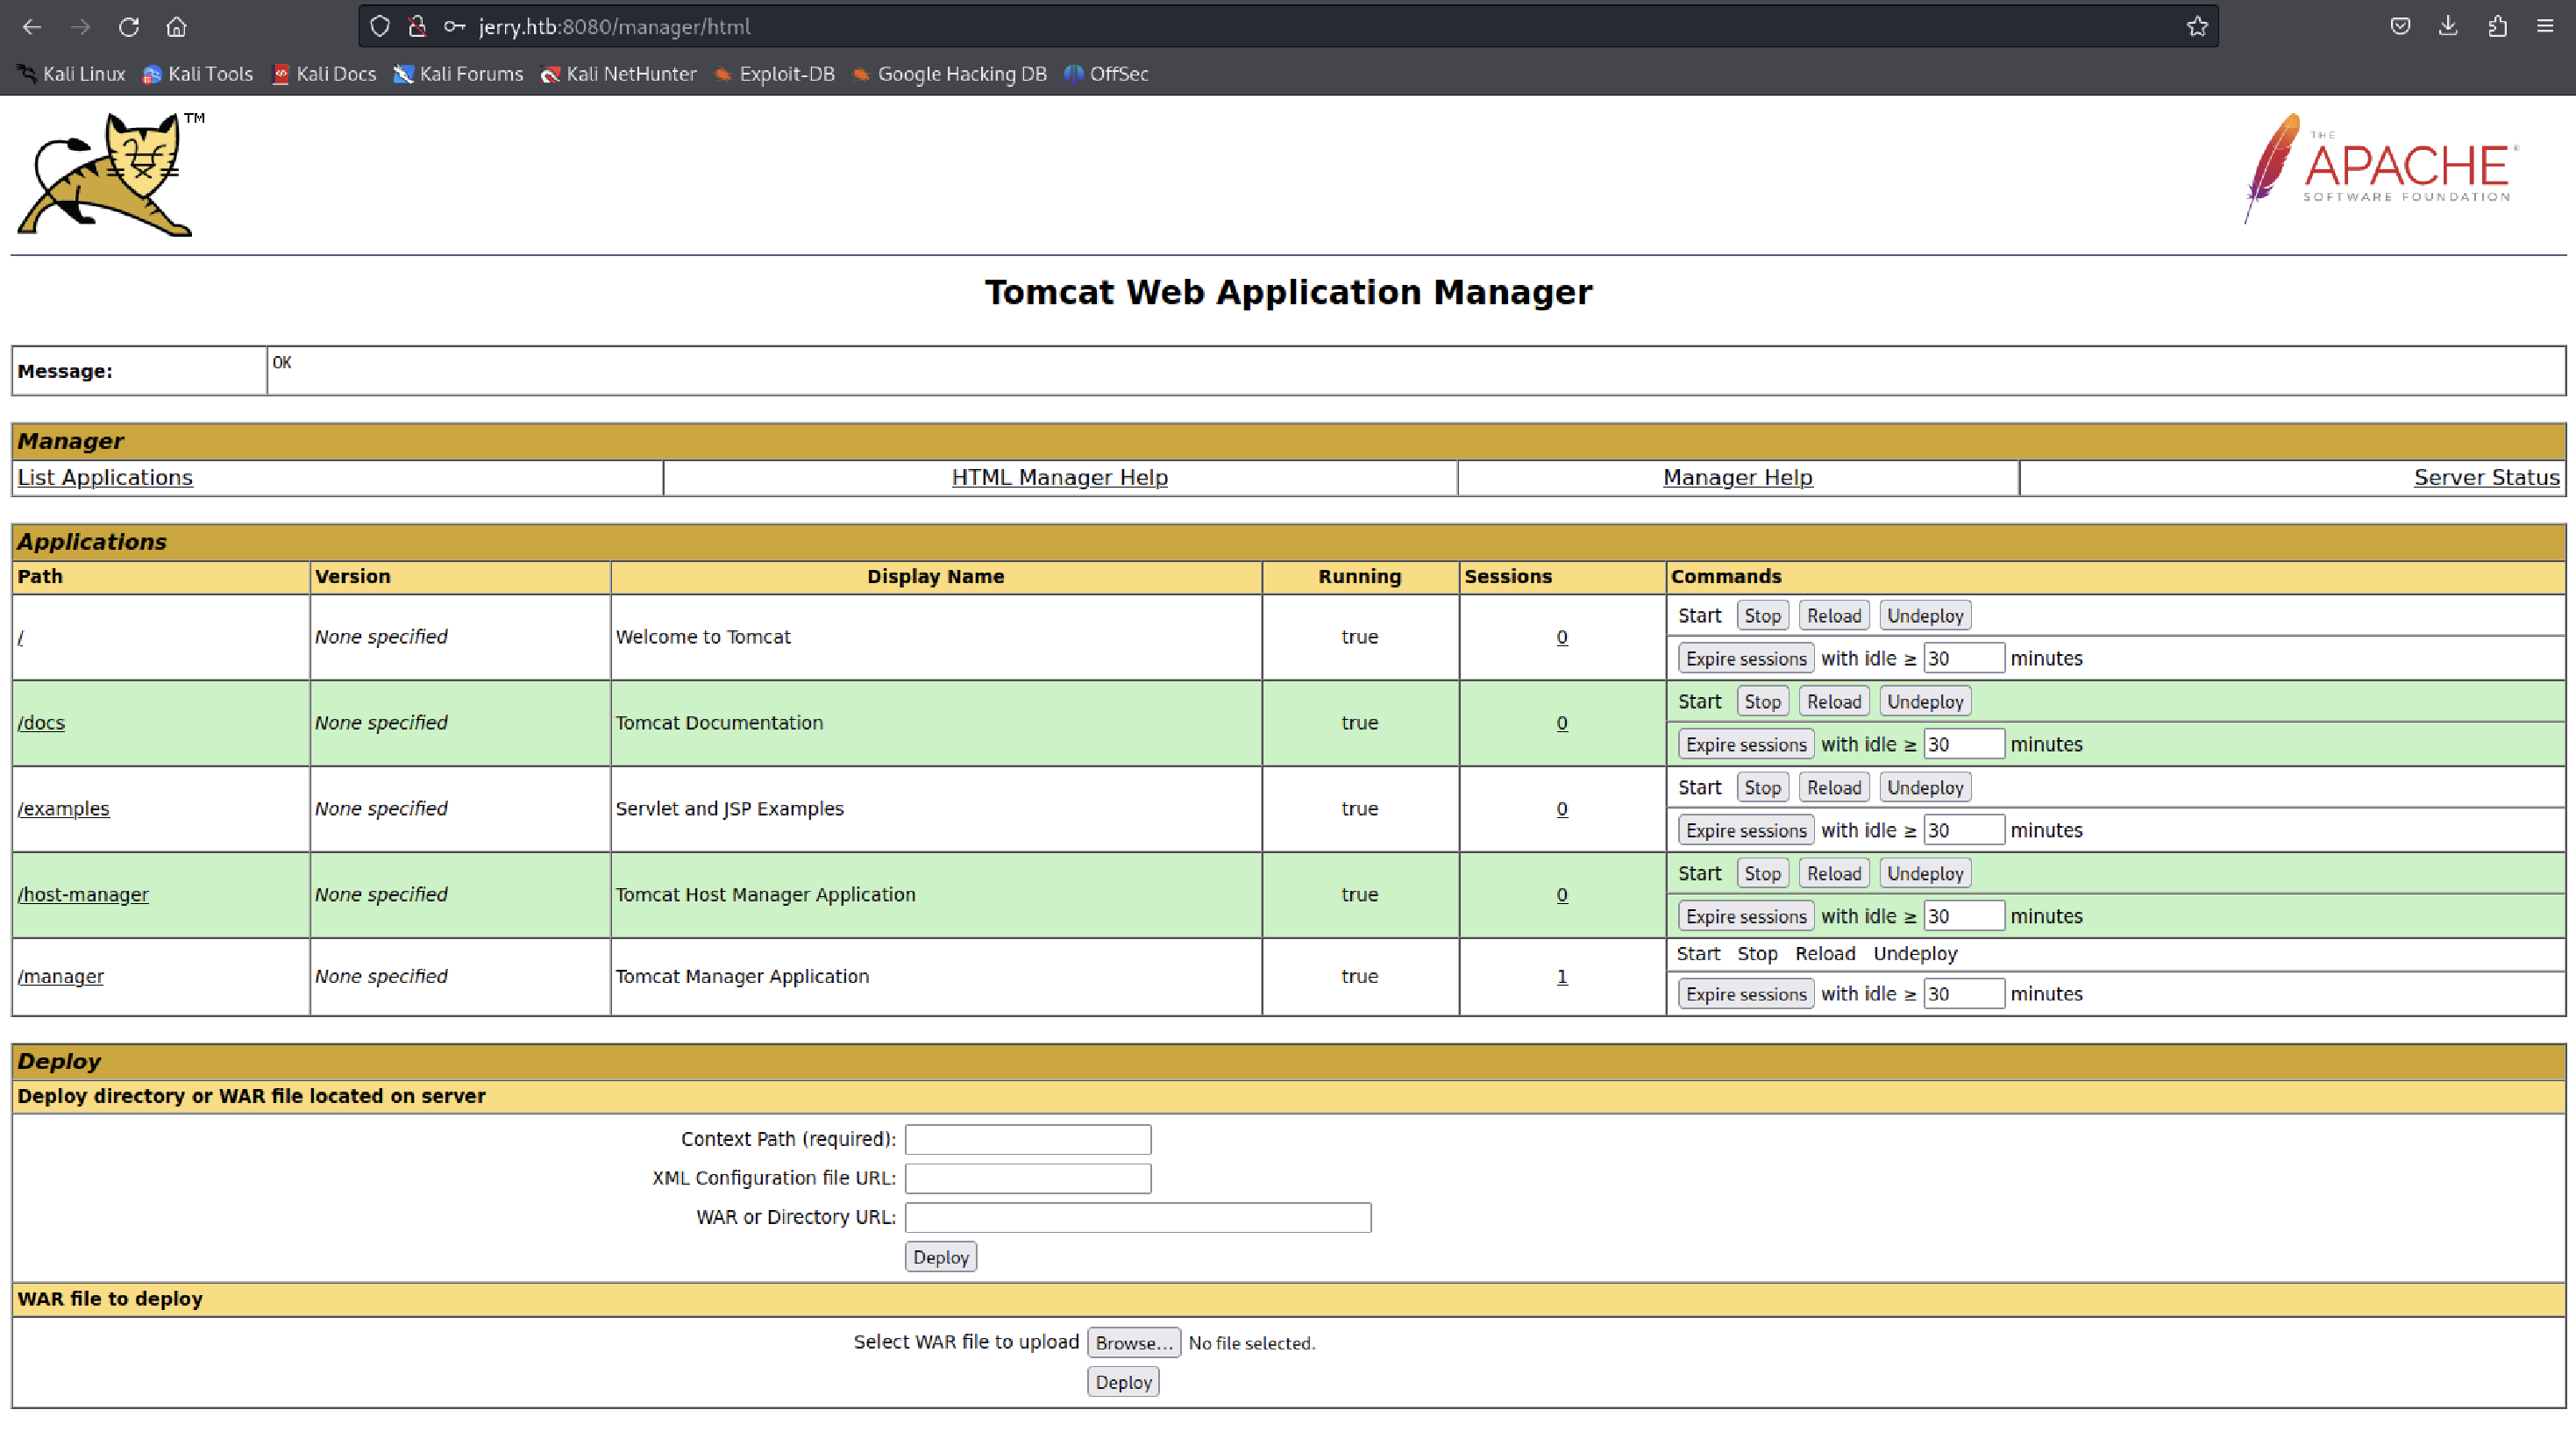 jerry.htb:8080/manager/html
Kali Linux Kali Tools Kali Docs Kali Forums Kali NetHunter Exploit-DB Google Hacking DB OffSec
TM
THE
APACHE®
SOFTWARE FOUNDATION
Tomcat Web Application Manager
Message: OK
Manager
List Applications HTML Manager Help Manager Help Server Status
Applications
Path Version Display Name Running Sessions Commands
/ None specified Welcome to Tomcat true 0 Start Stop Reload Undeploy
Expire sessions with idle ≥ 30 minutes
/docs None specified Tomcat Documentation true 0 Start Stop Reload Undeploy
Expire sessions with idle ≥ 30 minutes
/examples None specified Servlet and JSP Examples true 0 Start Stop Reload Undeploy
Expire sessions with idle ≥ 30 minutes
/host-manager None specified Tomcat Host Manager Application true 0 Start Stop Reload Undeploy
Expire sessions with idle ≥ 30 minutes
/manager None specified Tomcat Manager Application true 1 Start Stop Reload Undeploy
Expire sessions with idle ≥ 30 minutes
Deploy
Deploy directory or WAR file located on server
Context Path (required):
XML Configuration file URL:
WAR or Directory URL:
Deploy
WAR file to deploy
Select WAR file to upload Browse... No file selected.
Deploy